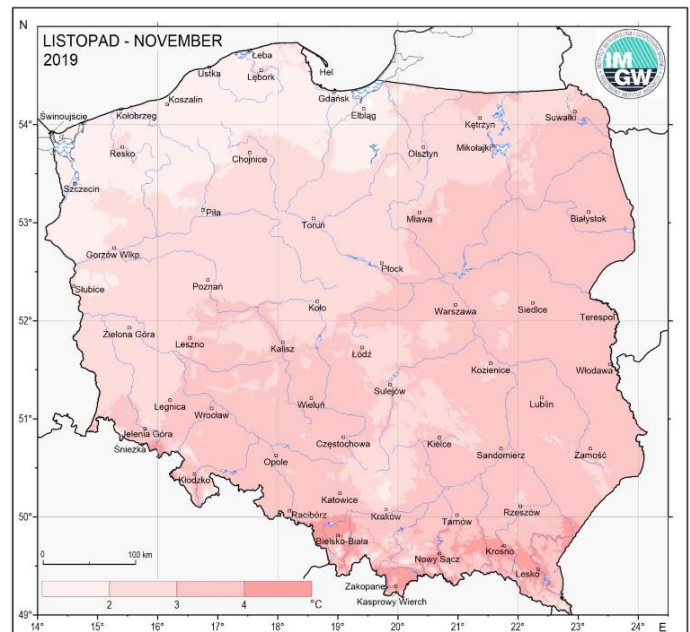 N
LISTOPAD - NOVEMBER
2019
IM
GW
Łeba
Ustka
Lębork
Hel
Koszalin
Gdańsk
Świnoujście
Kołobrzeg
Elbląg
Kętrzyn
Suwałki
54°
Resko
Chojnice
Olsztyn
Mikołajki
Szczecin
Piła
Toruń
Mława
Białystok
53°
Gorzów Wlkp.
Płock
Słubice
Poznań
Koło
Warszawa
Siedlce
Terespol
52°
Zielona Góra
Leszno
Kalisz
Łódź
Kozienice
Włodawa
Sulejów
Legnica
Wrocław
Wieluń
Lublin
51°
Jelenia Góra
Śnieżka
Częstochowa
Kielce
Sandomierz
Zamość
Opole
Kłodzko
Katowice
Racibórz
Kraków
Tarnów
Rzeszów
50°
Bielsko-Biała
Nowy Sącz
Krosno
Lesko
0 100 km
2 3 4 °C
Zakopane
Kasprowy Wierch
49°
14° 15° 16° 17° 18° 19° 20° 21° 22° 23° 24° E